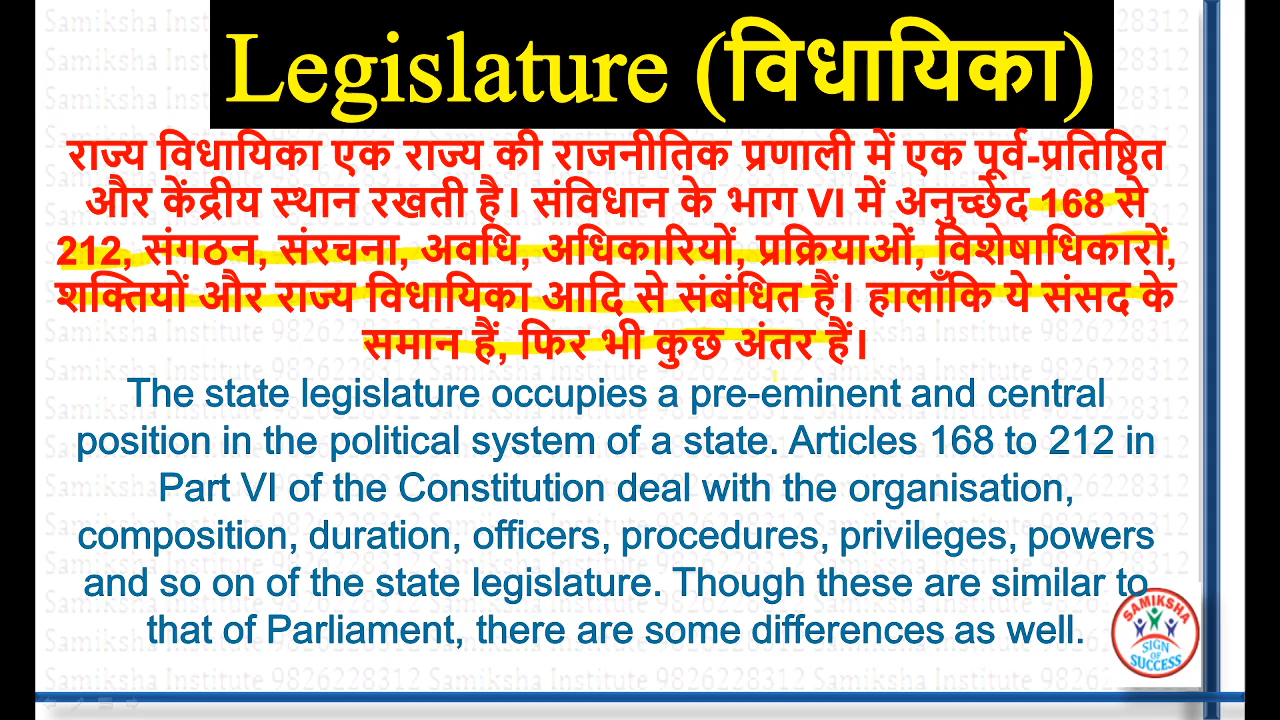 Legislature (विधायिका)
राज्य विधायिका एक राज्य की राजनीतिक प्रणाली में एक पूर्व-प्रतिष्ठित
और केंद्रीय स्थान रखती है। संविधान के भाग VI में अनुच्छेद 168 से
212, संगठन, संरचना, अवधि, अधिकारियों, प्रक्रियाओं, विशेषाधिकारों,
शक्तियों और राज्य विधायिका आदि से संबंधित हैं। हालाँकि ये संसद के
समान हैं, फिर भी कुछ अंतर हैं।
The state legislature occupies a pre-eminent and central
position in the political system of a state. Articles 168 to 212 in
Part VI of the Constitution deal with the organisation,
composition, duration, officers, procedures, privileges, powers
and so on of the state legislature. Though these are similar to
that of Parliament, there are some differences as well.
SAMIKSHA
SIGN
OF
SUCCESS
Samiksha Institute 9826228312